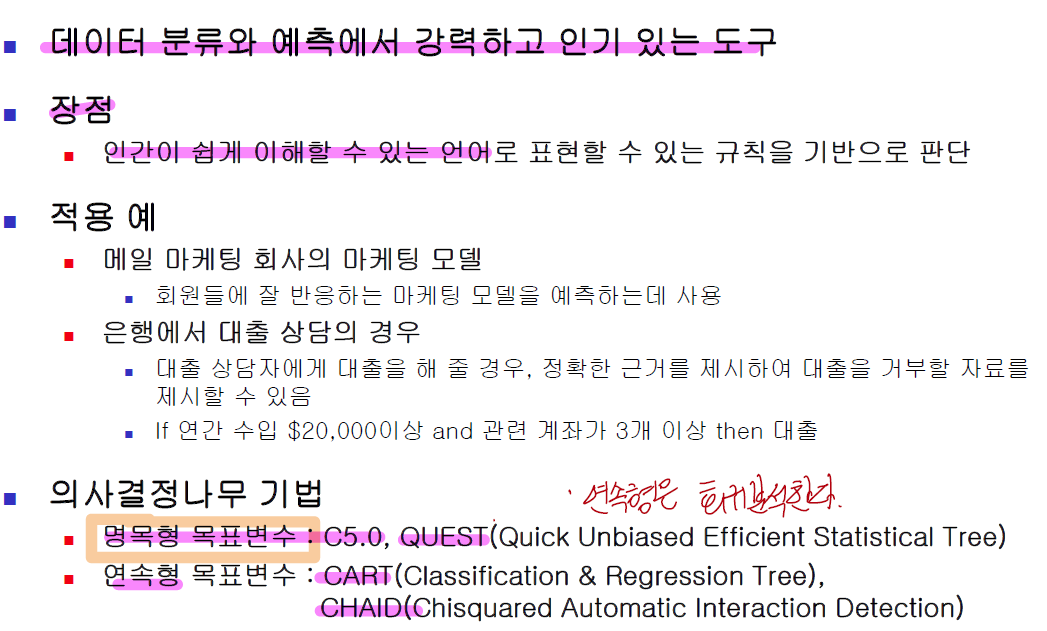 데이터 분류와 예측에서 강력하고 인기 있는 도구
장점
인간이 쉽게 이해할 수 있는 언어로 표현할 수 있는 규칙을 기반으로 판단
적용 예
메일 마케팅 회사의 마케팅 모델
회원들에 잘 반응하는 마케팅 모델을 예측하는데 사용
은행에서 대출 상담의 경우
대출 상담자에게 대출을 해 줄 경우, 정확한 근거를 제시하여 대출을 거부할 자료를
제시할 수 있음
If 연간 수입 $20,000이상 and 관련 계좌가 3개 이상 then 대출
의사결정나무 기법
· 연속형은 회귀분석한다.
명목형 목표변수 : C5.0, QUEST(Quick Unbiased Efficient Statistical Tree)
연속형 목표변수 : CART(Classification & Regression Tree),
CHAID(Chisquared Automatic Interaction Detection)